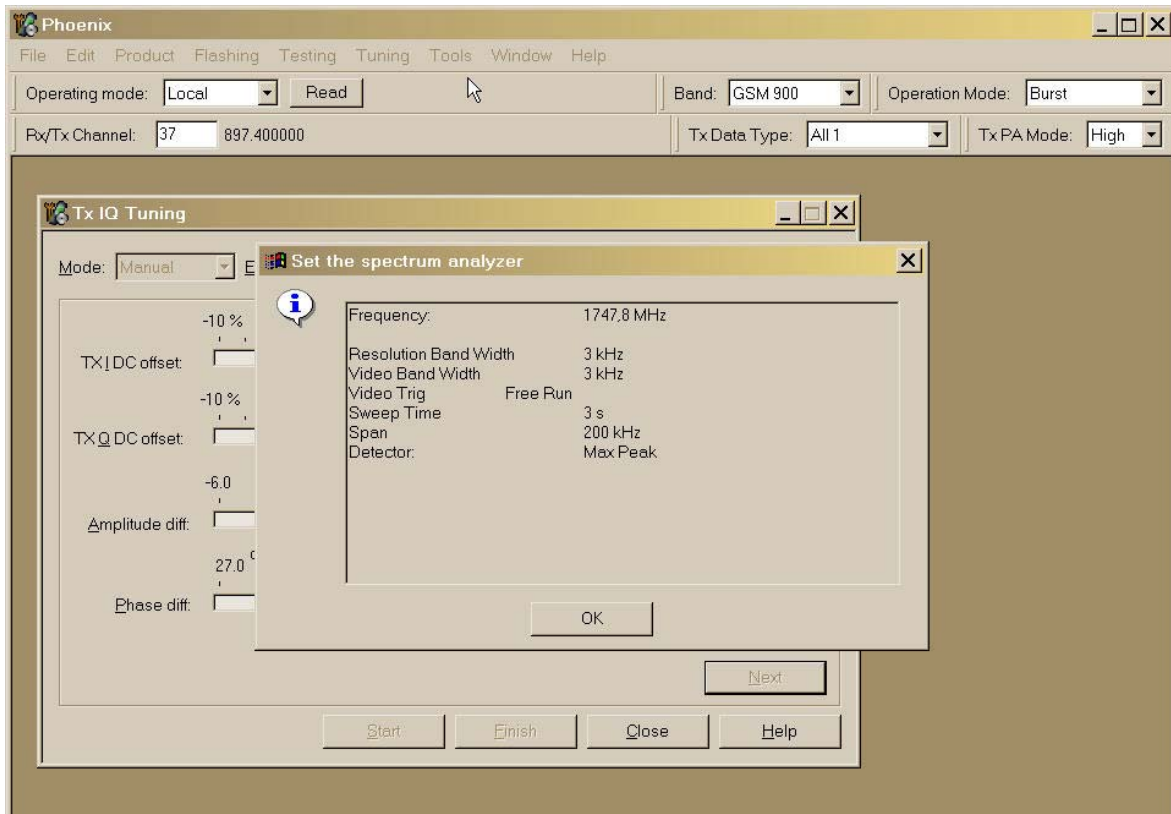 Phoenix
File Edit Product Flashing Testing Tuning Tools Window Help
Operating mode: Local Read Band: GSM 900 Operation Mode: Burst
Rx/Tx Channel: 37 897.400000 Tx Data Type: All 1 Tx PA Mode: High
Tx IQ Tuning
Mode: Manual E
Set the spectrum analyzer
Frequency: 1747,8 MHz
Resolution Band Width 3 kHz
Video Band Width 3 kHz
Video Trig Free Run
Sweep Time 3 s
Span 200 kHz
Detector: Max Peak
OK
-10 %
TX I DC offset:
-10 %
TX Q DC offset:
-6.0
Amplitude diff:
27.0 °
Phase diff:
Next
Start Finish Close Help